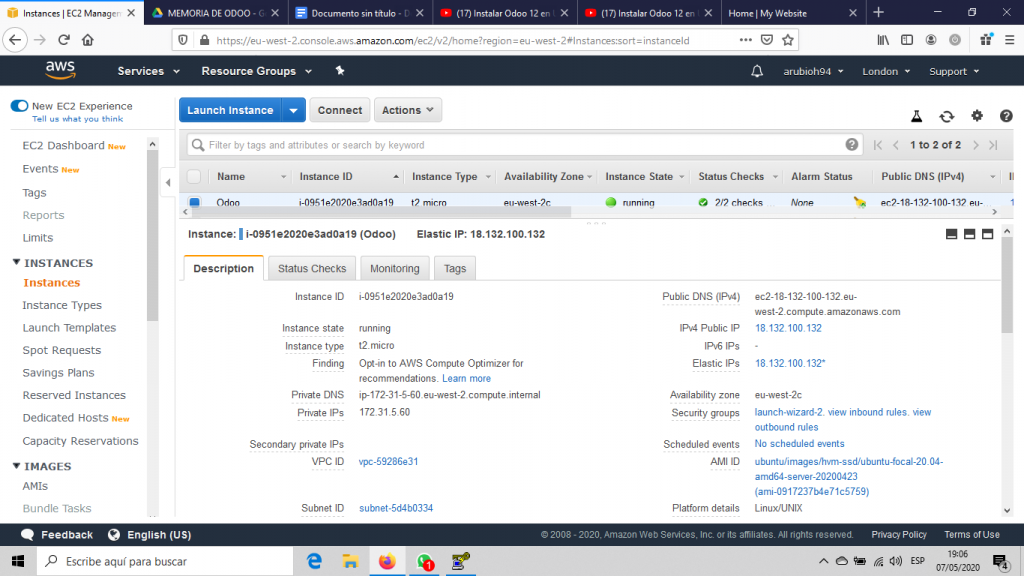 Instances | EC2 Managem
MEMORIA DE ODOO - G
Documento sin título - D
(17) Instalar Odoo 12 en
(17) Instalar Odoo 12 en
Home | My Website
https://eu-west-2.console.aws.amazon.com/ec2/v2/home?region=eu-west-2#Instances:sort=instanceId
aws
Services
Resource Groups
arubioh94
London
Support
New EC2 Experience
Tell us what you think
Launch Instance
Connect
Actions
EC2 Dashboard New
Events New
Tags
Reports
Limits
INSTANCES
Instances
Instance Types
Launch Templates
Spot Requests
Savings Plans
Reserved Instances
Dedicated Hosts New
Capacity Reservations
IMAGES
AMIs
Bundle Tasks
Filter by tags and attributes or search by keyword
1 to 2 of 2
Name
Instance ID
Instance Type
Availability Zone
Instance State
Status Checks
Alarm Status
Public DNS (IPv4)
Odoo
i-0951e2020e3ad0a19
t2.micro
eu-west-2c
running
2/2 checks ...
None
ec2-18-132-100-132.eu-
Instance: i-0951e2020e3ad0a19 (Odoo) Elastic IP: 18.132.100.132
Description
Status Checks
Monitoring
Tags
Instance ID i-0951e2020e3ad0a19
Instance state running
Instance type t2.micro
Finding Opt-in to AWS Compute Optimizer for
recommendations. Learn more
Private DNS ip-172-31-5-60.eu-west-2.compute.internal
Private IPs 172.31.5.60
Secondary private IPs
VPC ID vpc-59286e31
Subnet ID subnet-5d4b0334
Public DNS (IPv4) ec2-18-132-100-132.eu-
west-2.compute.amazonaws.com
IPv4 Public IP 18.132.100.132
IPv6 IPs -
Elastic IPs 18.132.100.132*
Availability zone eu-west-2c
Security groups launch-wizard-2. view inbound rules. view
outbound rules
Scheduled events No scheduled events
AMI ID ubuntu/images/hvm-ssd/ubuntu-focal-20.04-
amd64-server-20200423
(ami-0917237b4e71c5759)
Platform details Linux/UNIX
Feedback
English (US)
© 2008 - 2020, Amazon Web Services, Inc. or its affiliates. All rights reserved.
Privacy Policy
Terms of Use
Escribe aquí para buscar
1
ESP
19:06
07/05/2020
4